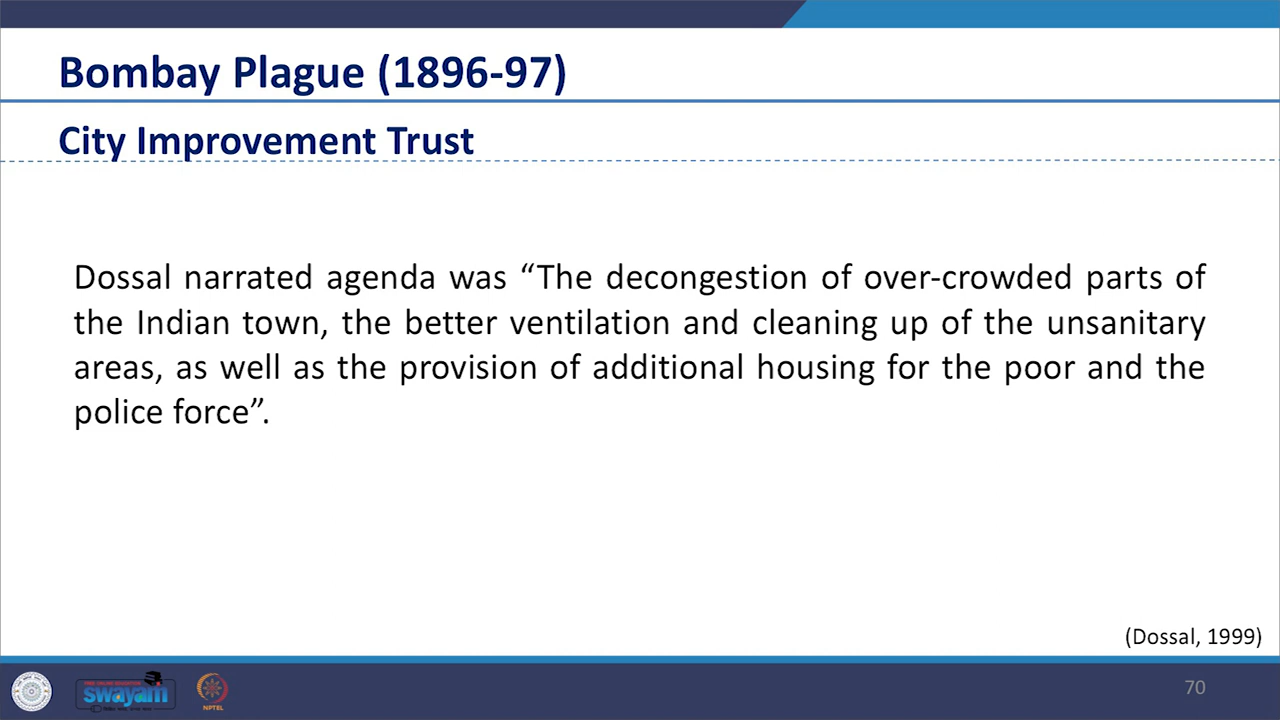 Bombay Plague (1896-97)
City Improvement Trust
Dossal narrated agenda was “The decongestion of over-crowded parts of
the Indian town, the better ventilation and cleaning up of the unsanitary
areas, as well as the provision of additional housing for the poor and the
police force”.
(Dossal, 1999)
swayam
NPTEL
70